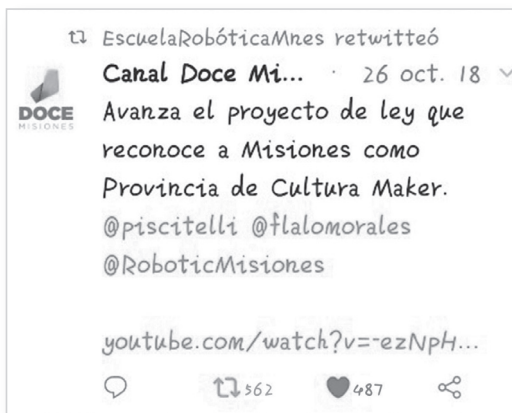 EscuelaRobóticaMnes retwitteó
Canal Doce Mi... · 26 oct. 18
DOCE
MISIONES
Avanza el proyecto de ley que
reconoce a Misiones como
Provincia de Cultura Maker.
@piscitelli @flalomorales
@RoboticMisiones
youtube.com/watch?v=-ezNpH...
562 487